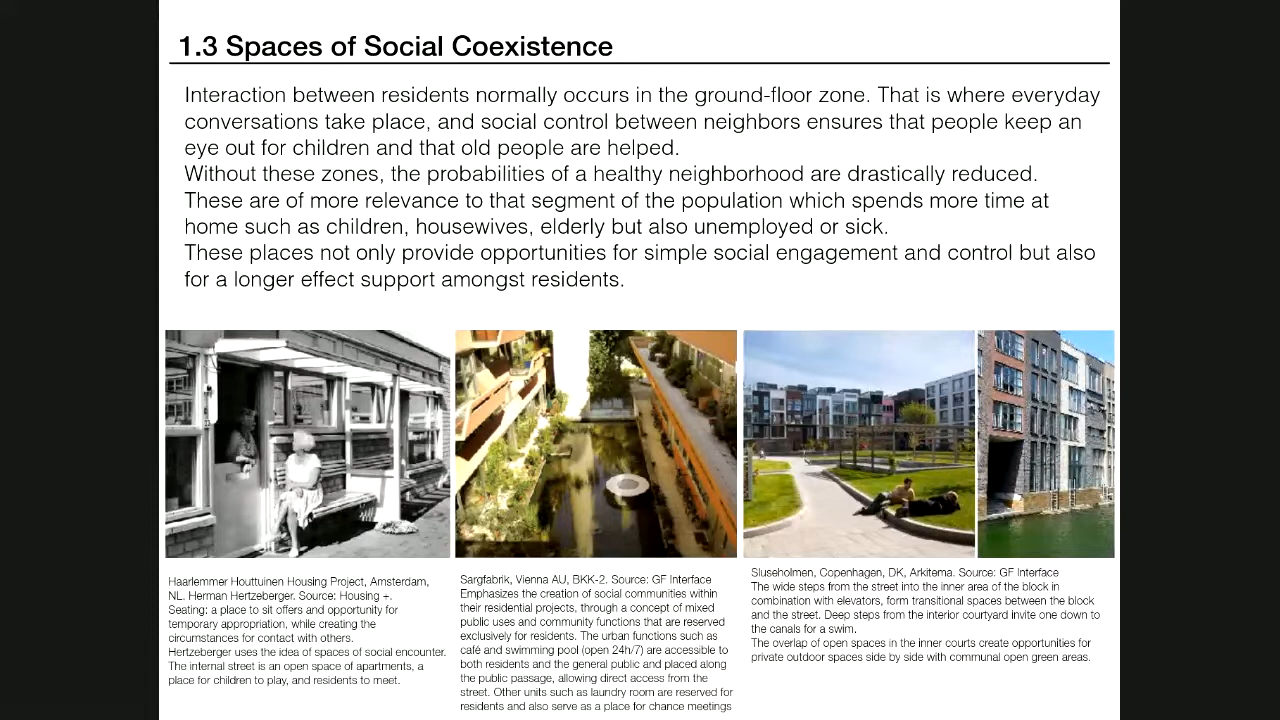 1.3 Spaces of Social Coexistence
Interaction between residents normally occurs in the ground-floor zone. That is where everyday
conversations take place, and social control between neighbors ensures that people keep an
eye out for children and that old people are helped.
Without these zones, the probabilities of a healthy neighborhood are drastically reduced.
These are of more relevance to that segment of the population which spends more time at
home such as children, housewives, elderly but also unemployed or sick.
These places not only provide opportunities for simple social engagement and control but also
for a longer effect support amongst residents.
Haarlemmer Houttuinen Housing Project, Amsterdam,
NL. Herman Hertzeberger. Source: Housing +.
Seating: a place to sit offers and opportunity for
temporary appropriation, while creating the
circumstances for contact with others.
Hertzeberger uses the idea of spaces of social encounter.
The internal street is an open space of apartments, a
place for children to play, and residents to meet.
Sargfabrik, Vienna AU, BKK-2. Source: GF Interface
Emphasizes the creation of social communities within
their residential projects, through a concept of mixed
public uses and community functions that are reserved
exclusively for residents. The urban functions such as
café and swimming pool (open 24h/7) are accessible to
both residents and the general public and placed along
the public passage, allowing direct access from the
street. Other units such as laundry room are reserved for
residents and also serve as a place for chance meetings
Sluseholmen, Copenhagen, DK, Arkitema. Source: GF Interface
The wide steps from the street into the inner area of the block in
combination with elevators, form transitional spaces between the block
and the street. Deep steps from the interior courtyard invite one down to
the canals for a swim.
The overlap of open spaces in the inner courts create opportunities for
private outdoor spaces side by side with communal open green areas.